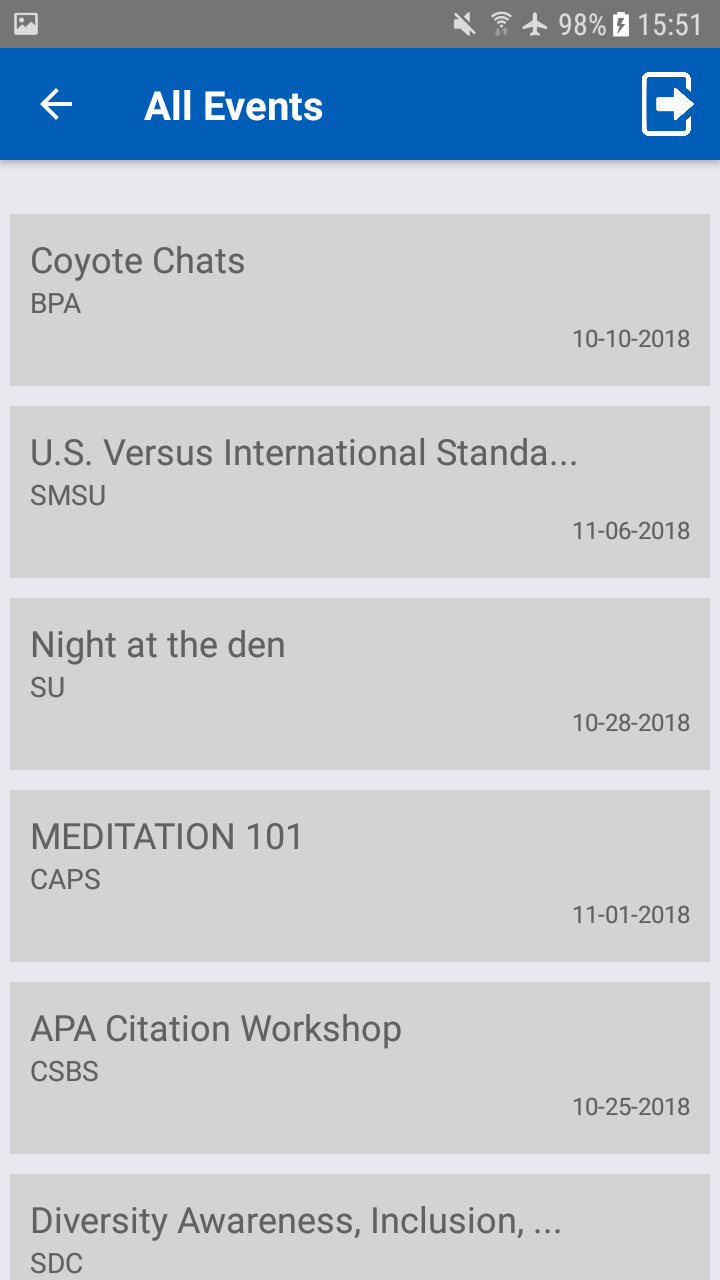 98% 15:51
All Events
Coyote Chats
BPA
10-10-2018
U.S. Versus International Standa...
SMSU
11-06-2018
Night at the den
SU
10-28-2018
MEDITATION 101
CAPS
11-01-2018
APA Citation Workshop
CSBS
10-25-2018
Diversity Awareness, Inclusion, ...
SDC